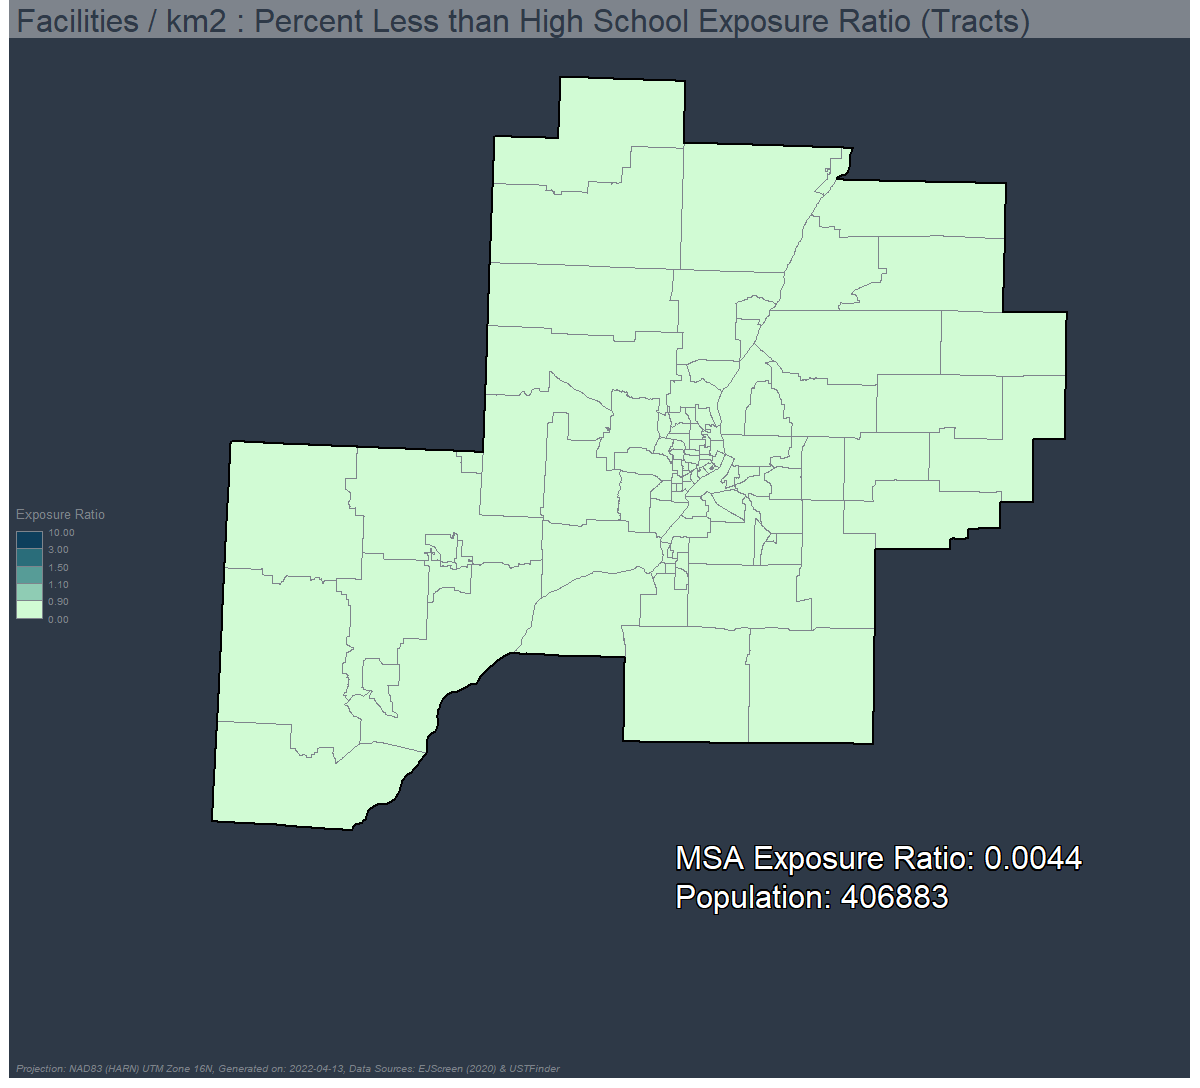 Facilities / km2 : Percent Less than High School Exposure Ratio (Tracts)
Exposure Ratio
10.00
3.00
1.50
1.10
0.90
0.00
MSA Exposure Ratio: 0.0044
Population: 406883
Projection: NAD83 (HARN) UTM Zone 16N, Generated on: 2022-04-13, Data Sources: EJScreen (2020) & USTFinder